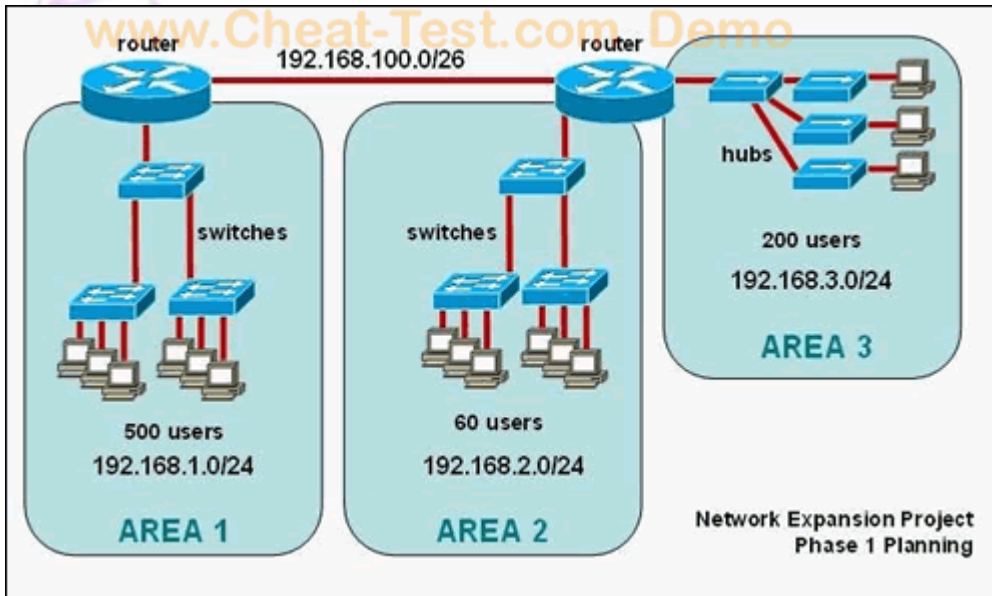 www.Cheat-Test.com Demo
router
router
192.168.100.0/26
hubs
switches
switches
200 users
192.168.3.0/24
AREA 3
500 users
192.168.1.0/24
AREA 1
60 users
192.168.2.0/24
AREA 2
Network Expansion Project
Phase 1 Planning